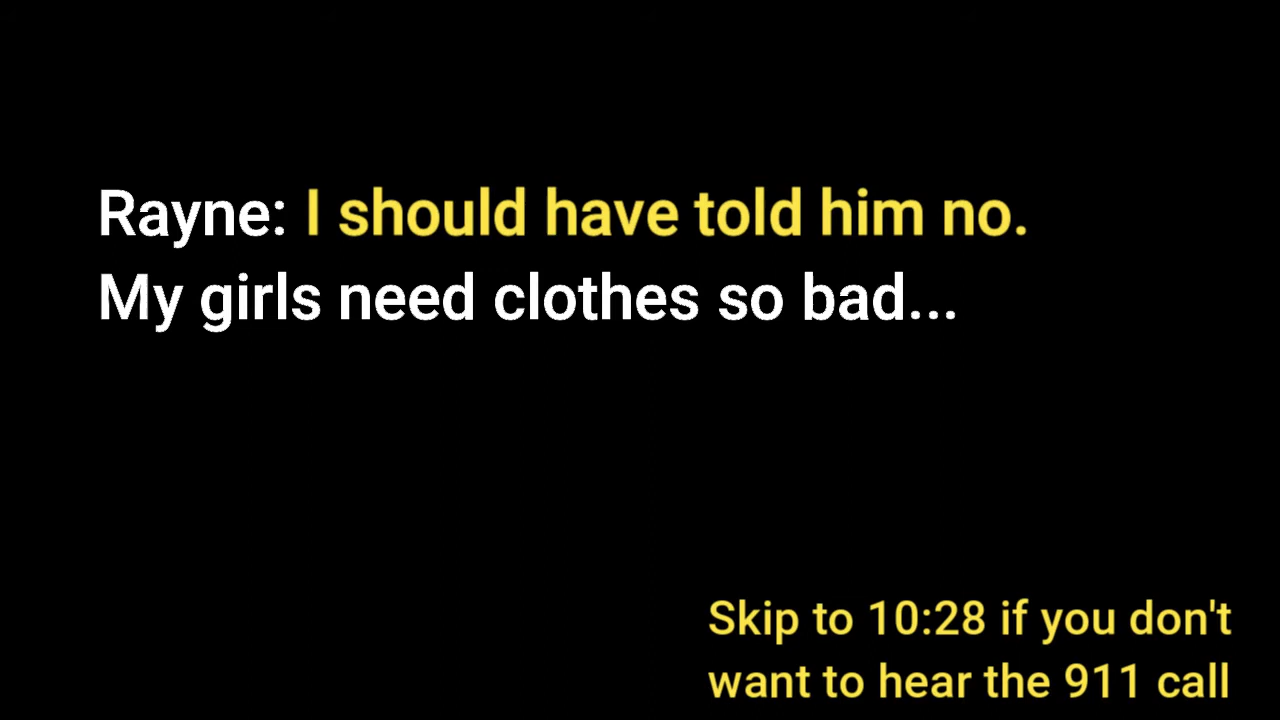 Rayne: I should have told him no.
My girls need clothes so bad...
Skip to 10:28 if you don't
want to hear the 911 call